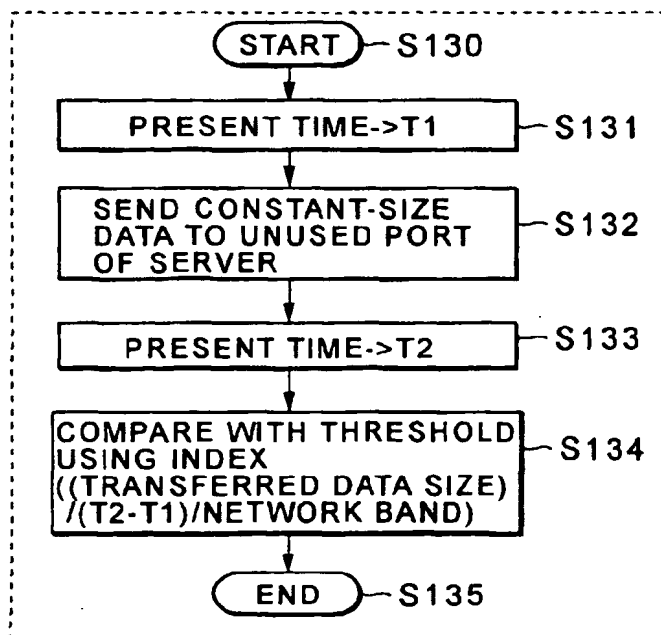 START S130
PRESENT TIME->T1 S131
SEND CONSTANT-SIZE
DATA TO UNUSED PORT S132
OF SERVER
PRESENT TIME->T2 S133
COMPARE WITH THRESHOLD
USING INDEX S134
((TRANSFERRED DATA SIZE)
/(T2-T1)/NETWORK BAND)
END S135